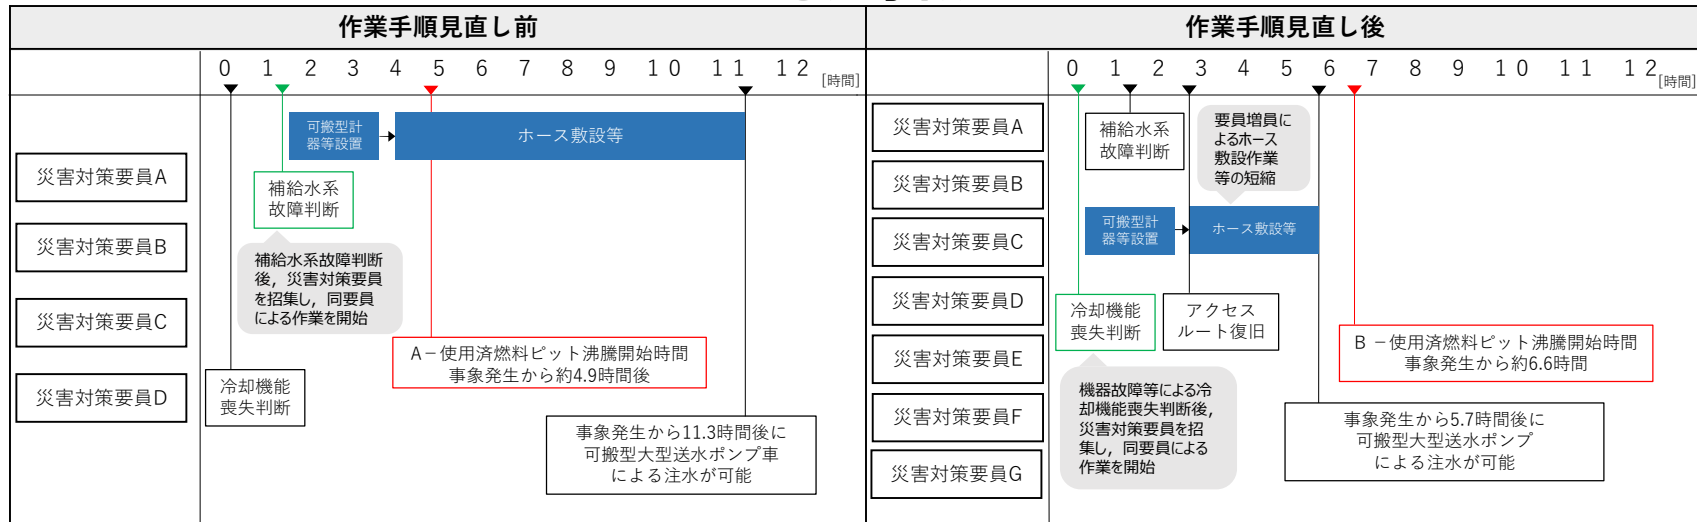 作業手順見直し前
0 1 2 3 4 5 6 7 8 9 10 11 12 [時間]
災害対策要員A
災害対策要員B
災害対策要員C
災害対策要員D
可搬型計
器等設置
ホース敷設等
補給水系
故障判断
補給水系故障判断
後，災害対策要員
を招集し，同要員
による作業を開始
A－使用済燃料ピット沸騰開始時間
事象発生から約4.9時間後
冷却機能
喪失判断
事象発生から11.3時間後に
可搬型大型送水ポンプ車
による注水が可能
作業手順見直し後
0 1 2 3 4 5 6 7 8 9 10 11 12 [時間]
災害対策要員A
災害対策要員B
災害対策要員C
災害対策要員D
災害対策要員E
災害対策要員F
災害対策要員G
補給水系
故障判断
要員増員に
よるホース
敷設作業
等の短縮
可搬型計
器等設置
ホース敷設等
冷却機能
喪失判断
アクセス
ルート復旧
B－使用済燃料ピット沸騰開始時間
事象発生から約6.6時間
機器故障等による冷
却機能喪失判断後，
災害対策要員を招
集し，同要員による
作業を開始
事象発生から5.7時間後に
可搬型大型送水ポンプ
による注水が可能